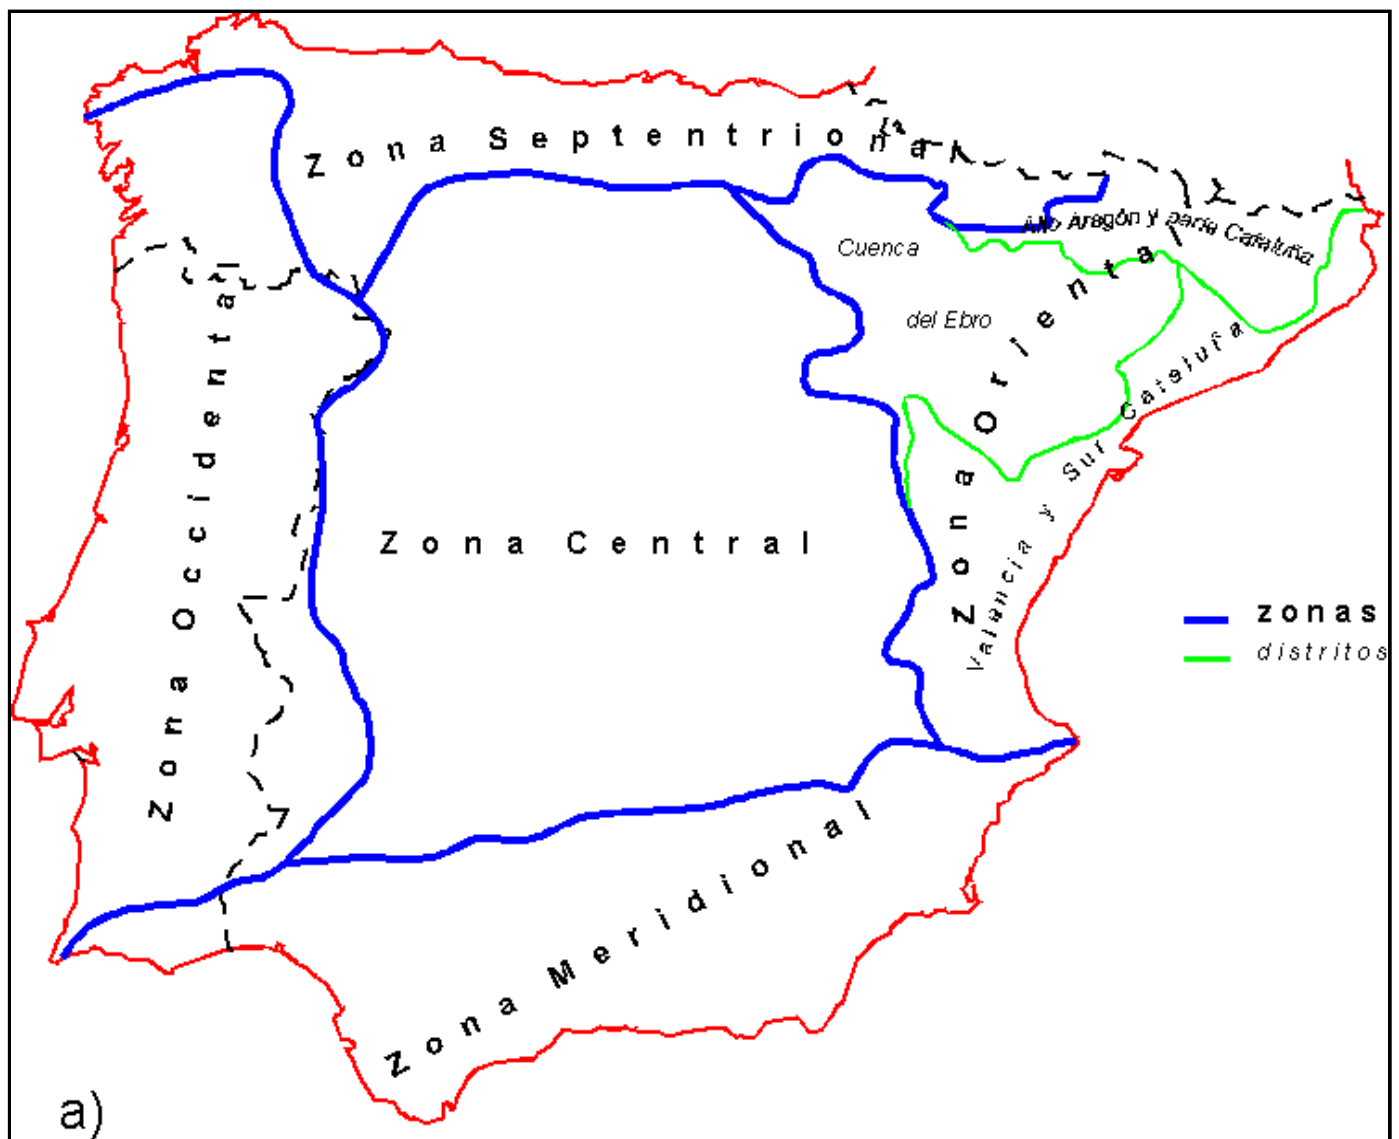 Zona Septentrional
Alto Aragón y parte Cataluña
Cuenca
del Ebro
Zona Oriental
Valencia y Sur Cataluña
Zona Occidental
Zona Central
zonas
distritos
Zona Meridional
a)